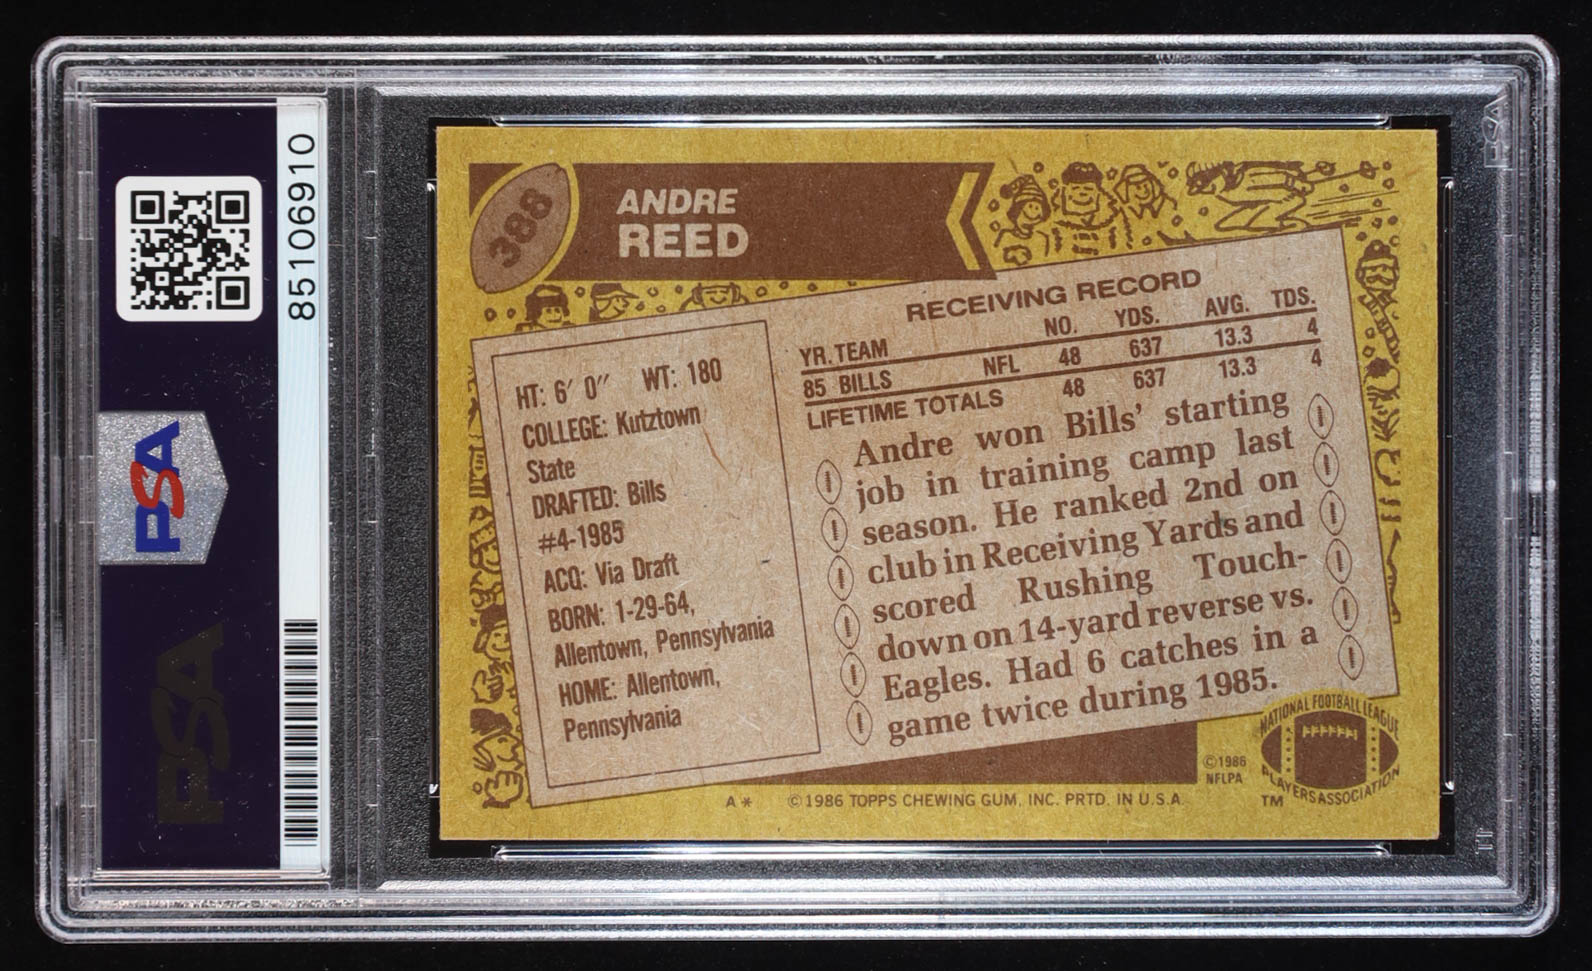 85106910
PSA
PSA
PSA
388
ANDRE
REED
RECEIVING RECORD
YR. TEAM NO. YDS. AVG. TDS.
85 BILLS NFL 48 637 13.3 4
LIFETIME TOTALS 48 637 13.3 4
HT: 6′ 0″ WT: 180
COLLEGE: Kutztown
State
DRAFTED: Bills
#4-1985
ACQ: Via Draft
BORN: 1-29-64,
Allentown, Pennsylvania
HOME: Allentown,
Pennsylvania
Andre won Bills' starting
job in training camp last
season. He ranked 2nd on
club in Receiving Yards and
scored Rushing Touch-
down on 14-yard reverse vs.
Eagles. Had 6 catches in a
game twice during 1985.
NATIONAL FOOTBALL LEAGUE
PLAYERS ASSOCIATION
TM
©1986
NFLPA
A* ©1986 TOPPS CHEWING GUM, INC. PRTD. IN U.S.A.